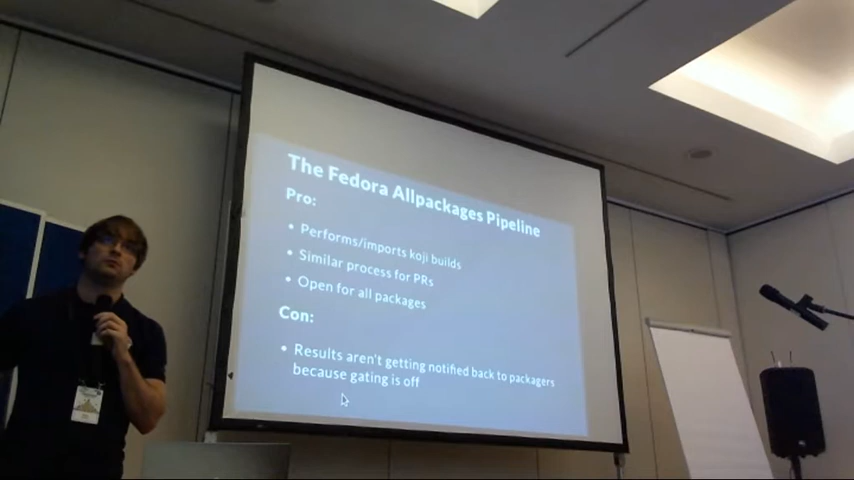 The Fedora Allpackages Pipeline
Pro:
• Performs/imports koji builds
• Similar process for PRs
• Open for all packages
Con:
• Results aren't getting notified back to packagers
because gating is off